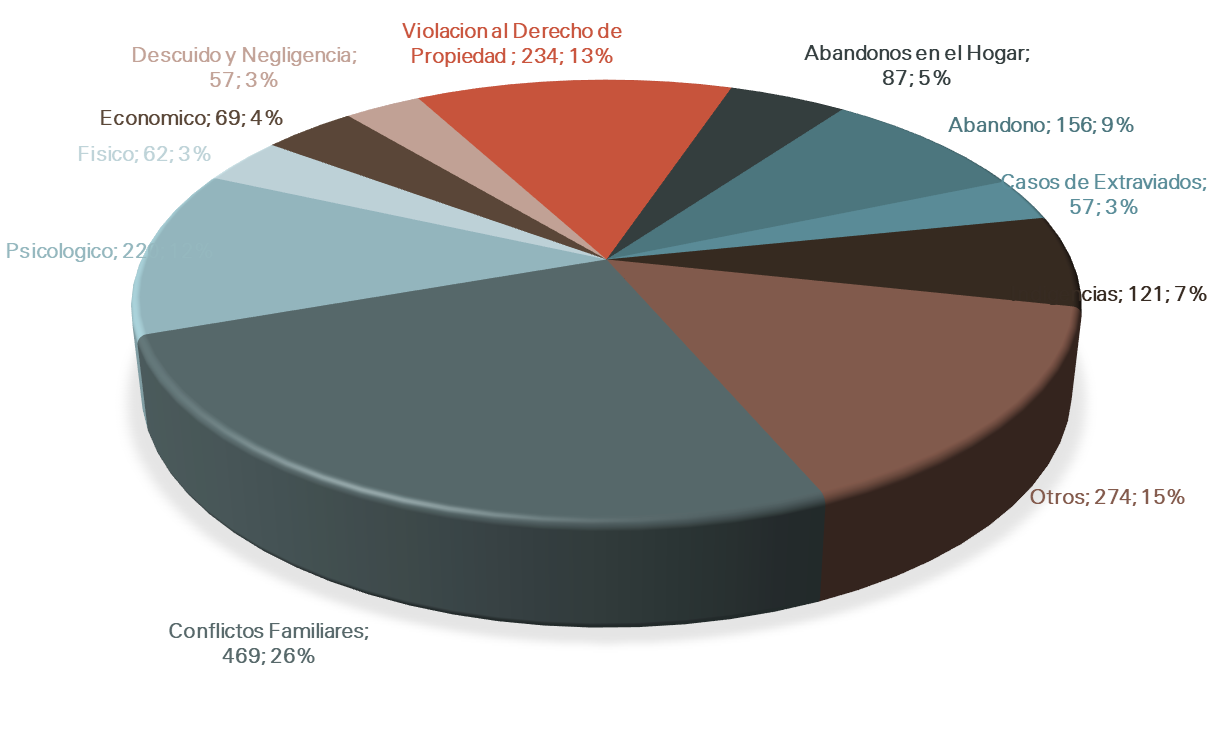 Violacion al Derecho de
Propiedad ; 234; 13%
Abandonos en el Hogar;
87; 5%
Descuido y Negligencia;
57; 3%
Economico; 69; 4%
Abandono; 156; 9%
Fisico; 62; 3%
Casos de Extraviados;
57; 3%
Psicologico;
121; 7%
Otros; 274; 15%
Conflictos Familiares;
469; 26%